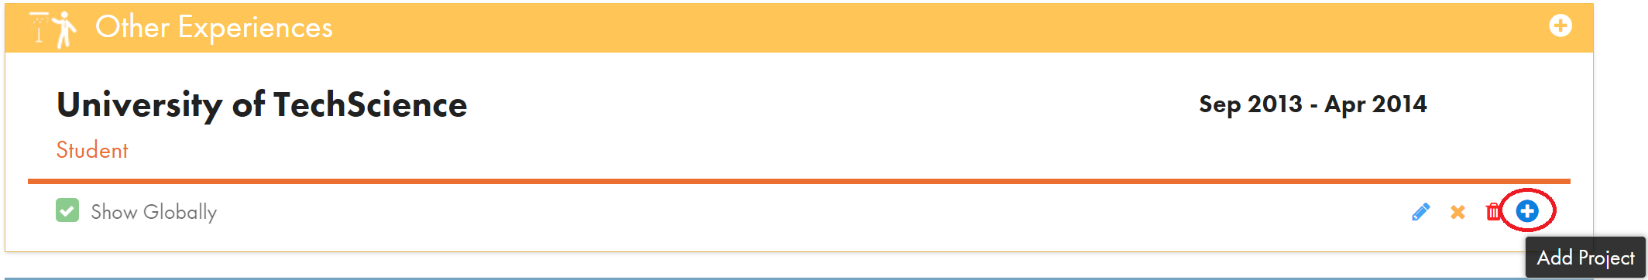 Other Experiences
University of TechScience
Sep 2013 - Apr 2014
Student
Show Globally
Add Project